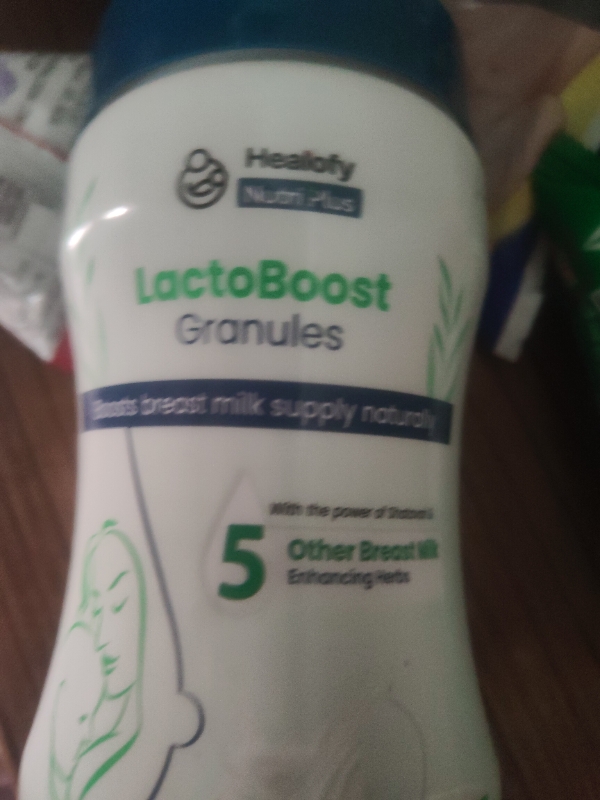 Healofy
Nutri Plus
LactoBoost
Granules
Boosts breast milk supply naturally
With the power of Shatavari &
5 Other Breast Milk
Enhancing Herbs